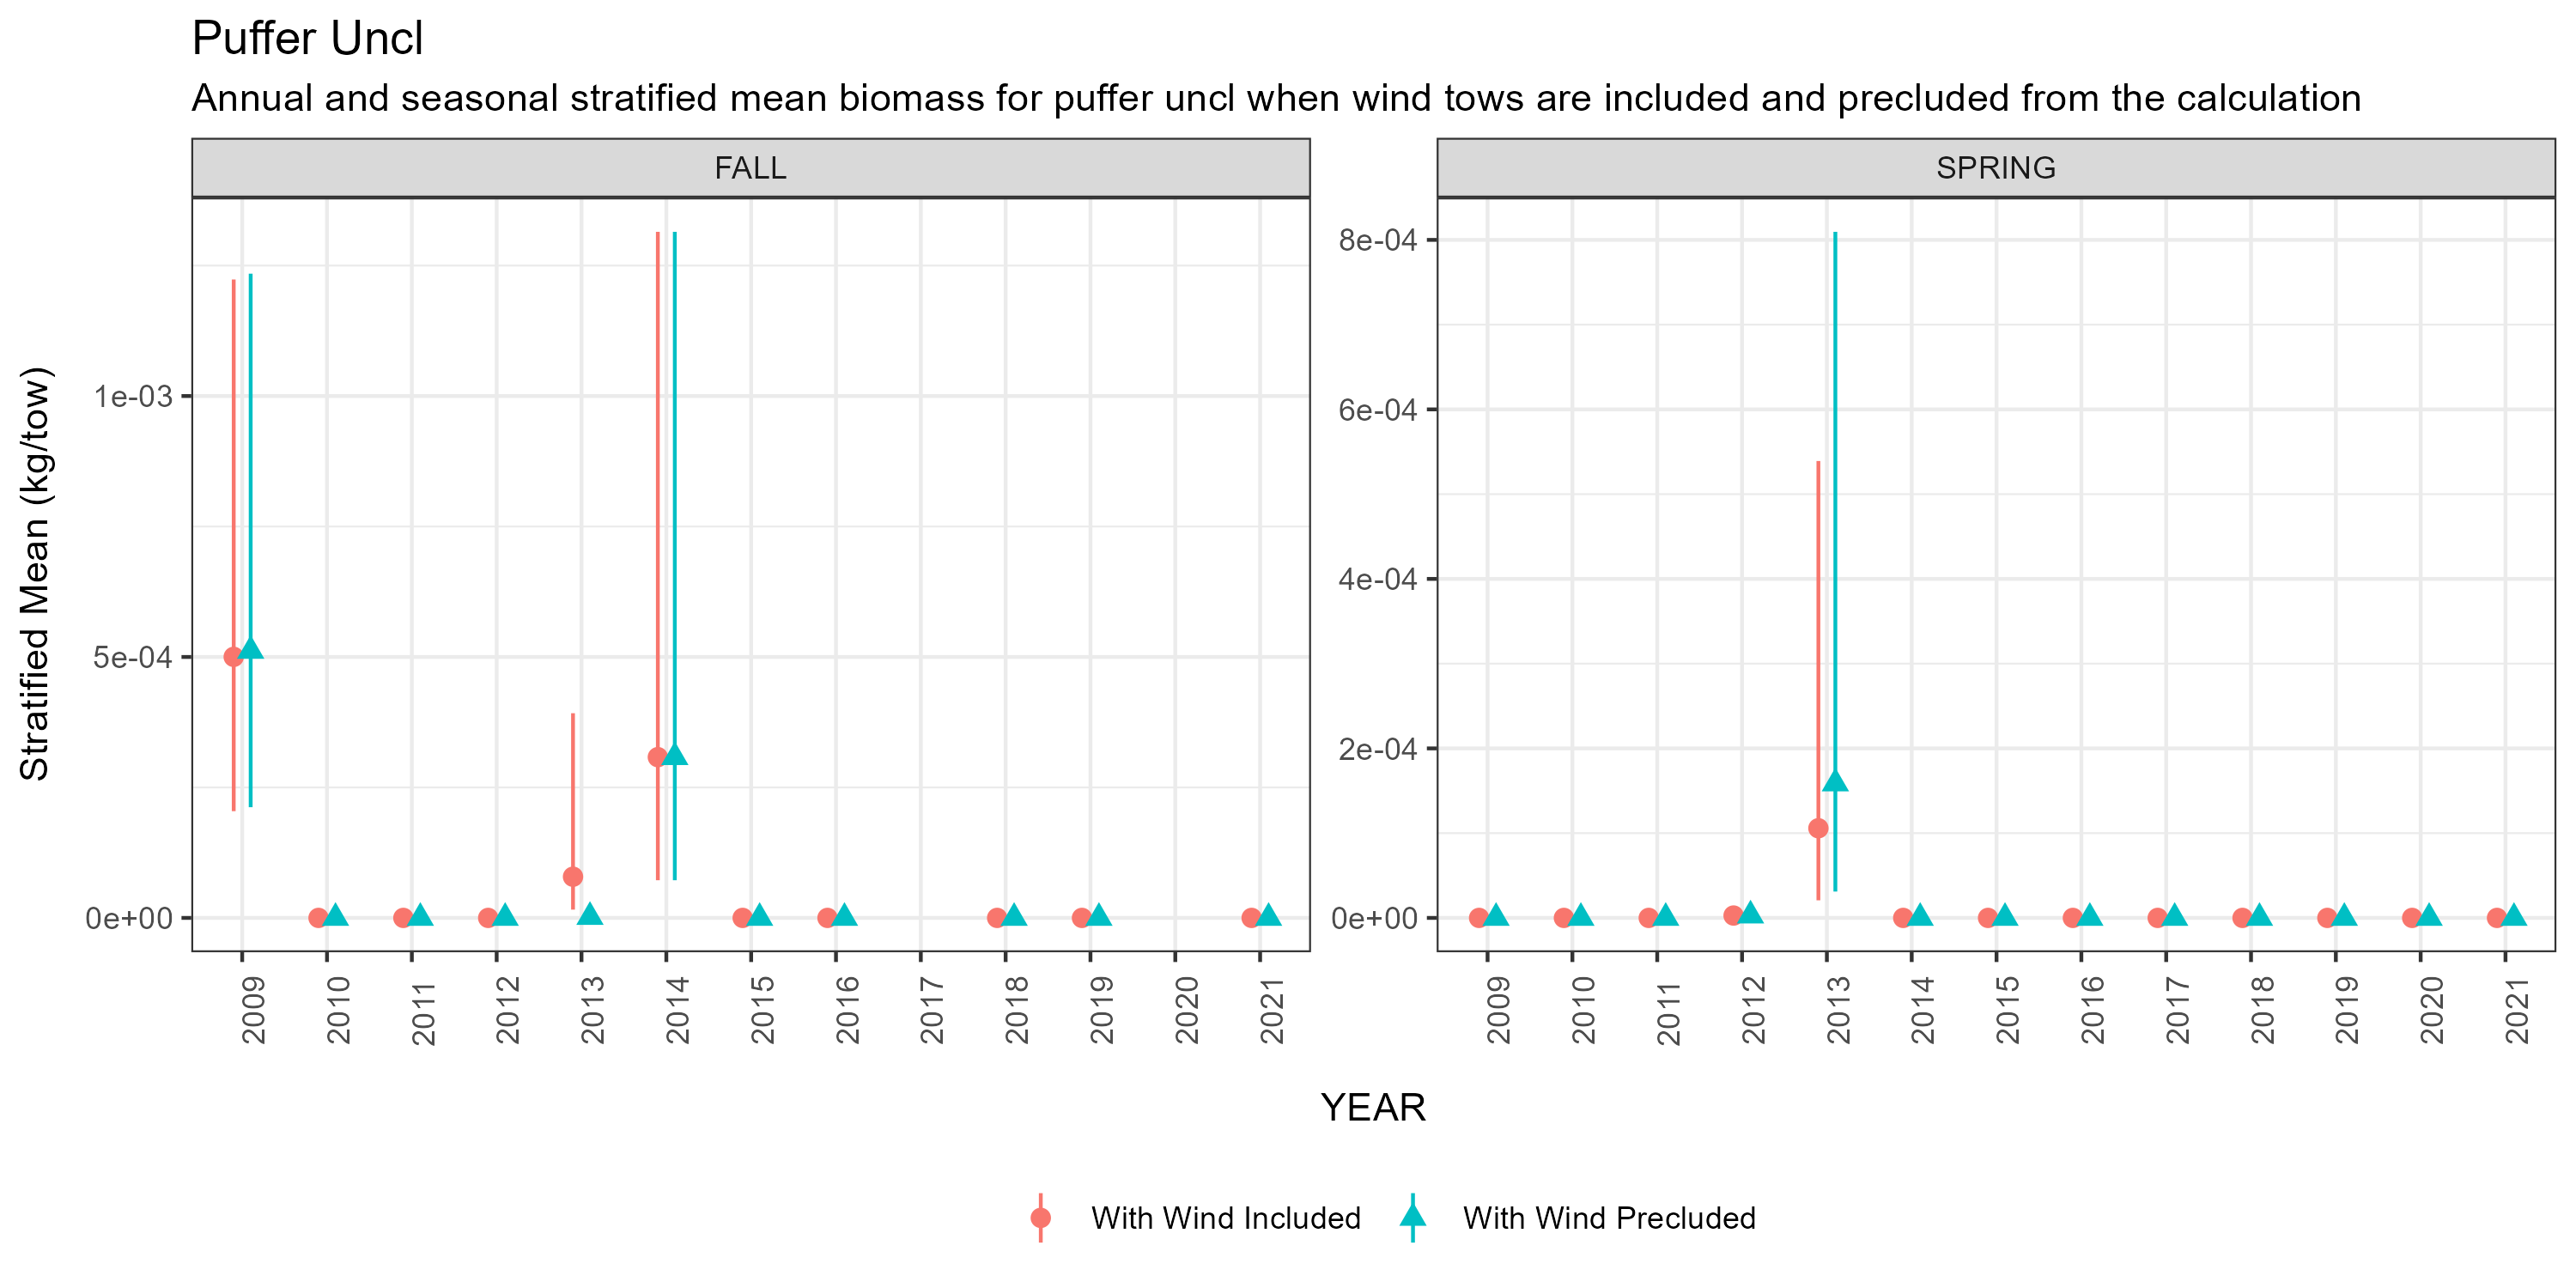 Puffer Uncl
Annual and seasonal stratified mean biomass for puffer uncl when wind tows are included and precluded from the calculation
FALL
SPRING
Stratified Mean (kg/tow)
1e-03
5e-04
0e+00
8e-04
6e-04
4e-04
2e-04
0e+00
2009 2010 2011 2012 2013 2014 2015 2016 2017 2018 2019 2020 2021
2009 2010 2011 2012 2013 2014 2015 2016 2017 2018 2019 2020 2021
YEAR
With Wind Included With Wind Precluded